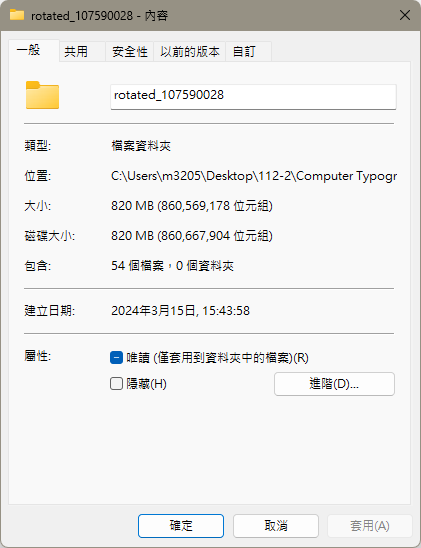 rotated_107590028 - 內容
一般 共用 安全性 以前的版本 自訂
rotated_107590028
類型: 檔案資料夾
位置: C:\Users\m3205\Desktop\112-2\Computer Typogr
大小: 820 MB (860,569,178 位元組)
磁碟大小: 820 MB (860,667,904 位元組)
包含: 54 個檔案，0 個資料夾
建立日期: 2024年3月15日, 15:43:58
屬性: 唯讀 (僅套用到資料夾中的檔案)(R)
隱藏(H) 進階(D)...
確定 取消 套用(A)